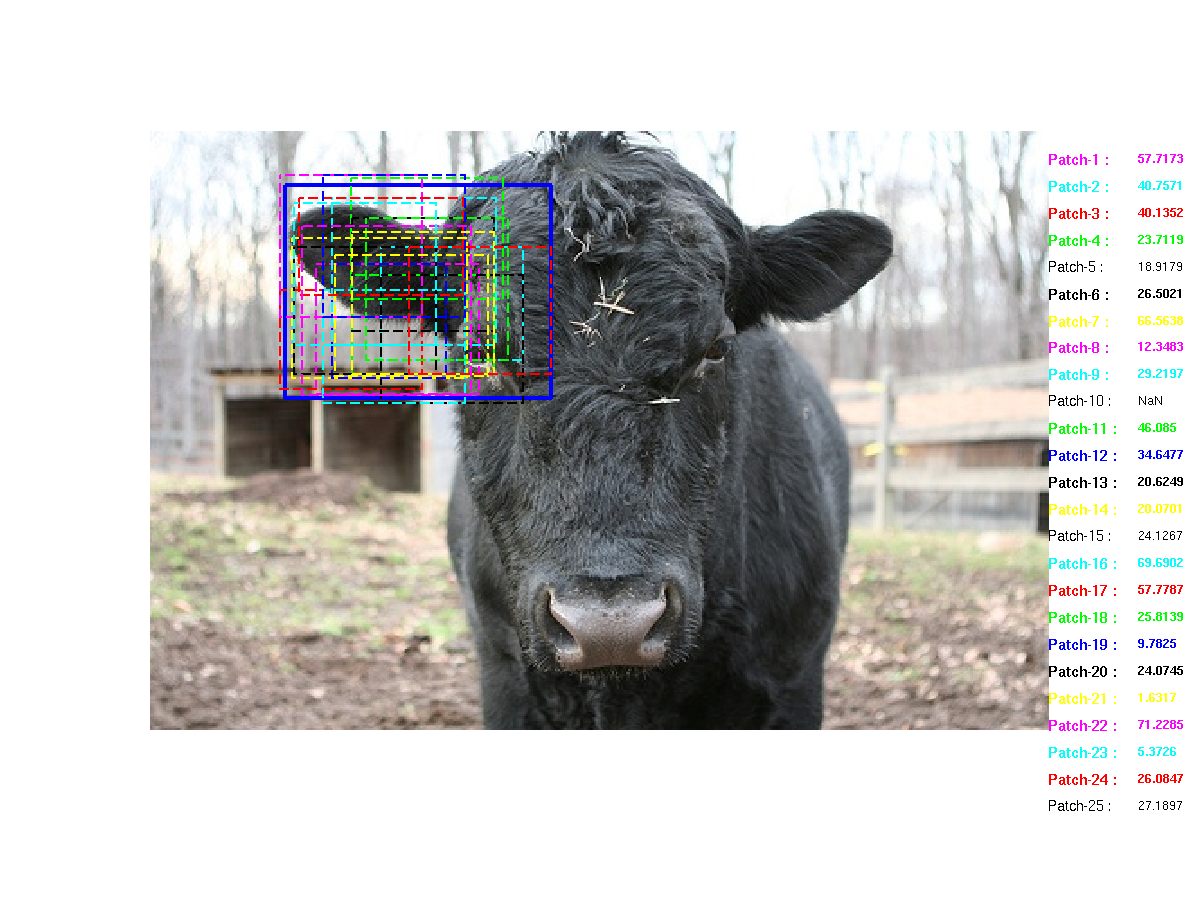 Patch-1 : 57.7173
Patch-2 : 40.7571
Patch-3 : 40.1352
Patch-4 : 23.7119
Patch-5 : 18.9179
Patch-6 : 26.5021
Patch-7 : 66.5638
Patch-8 : 12.3483
Patch-9 : 29.2197
Patch-10 : NaN
Patch-11 : 46.085
Patch-12 : 34.6477
Patch-13 : 20.6249
Patch-14 : 20.0701
Patch-15 : 24.1267
Patch-16 : 69.6902
Patch-17 : 57.7787
Patch-18 : 25.8139
Patch-19 : 9.7825
Patch-20 : 24.0745
Patch-21 : 1.6317
Patch-22 : 71.2285
Patch-23 : 5.3726
Patch-24 : 26.0847
Patch-25 : 27.1897